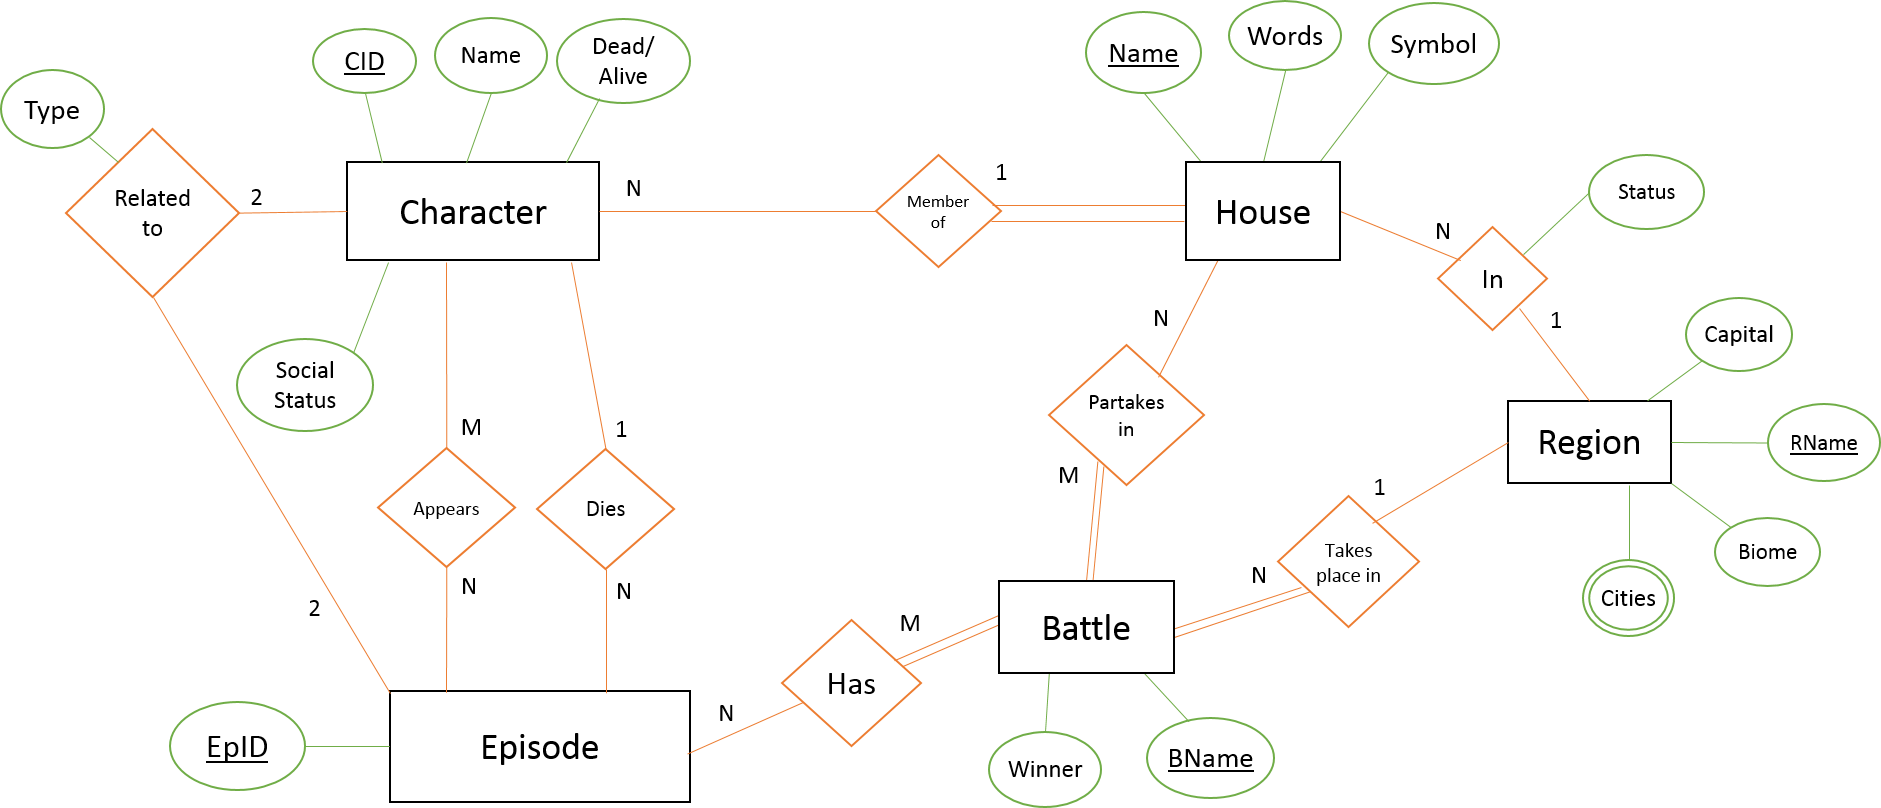 CID
Name
Dead/
Alive
Name
Words
Symbol
Type
Related
to
2
Character
N
Member
of
1
House
N
Status
In
1
Social
Status
M
Appears
N
1
Dies
N
2
N
Partakes
in
M
Capital
Region
RName
Biome
Cities
1
Takes
place in
N
Battle
M
Has
N
EpID
Episode
Winner
BName